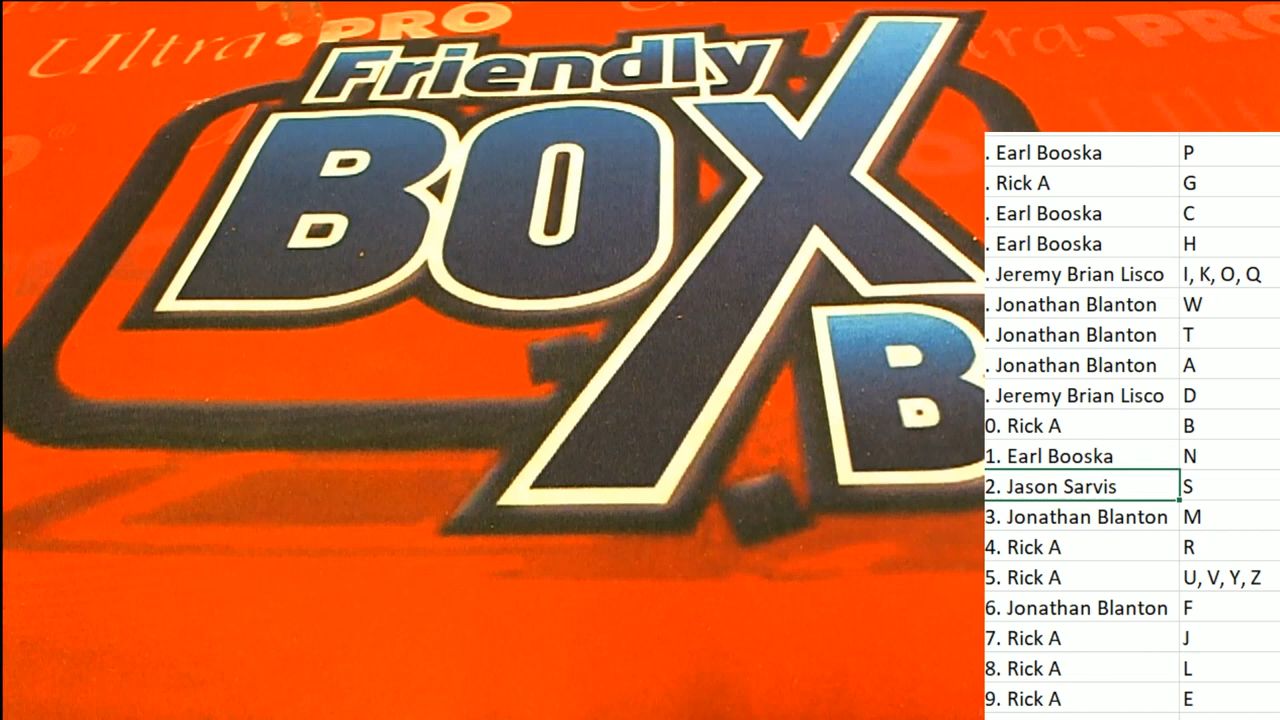 Ultra•PRO
Friendly
BOX
B
. Earl Booska P
. Rick A G
. Earl Booska C
. Earl Booska H
. Jeremy Brian Lisco I, K, O, Q
. Jonathan Blanton W
. Jonathan Blanton T
. Jonathan Blanton A
. Jeremy Brian Lisco D
0. Rick A B
1. Earl Booska N
2. Jason Sarvis S
3. Jonathan Blanton M
4. Rick A R
5. Rick A U, V, Y, Z
6. Jonathan Blanton F
7. Rick A J
8. Rick A L
9. Rick A E